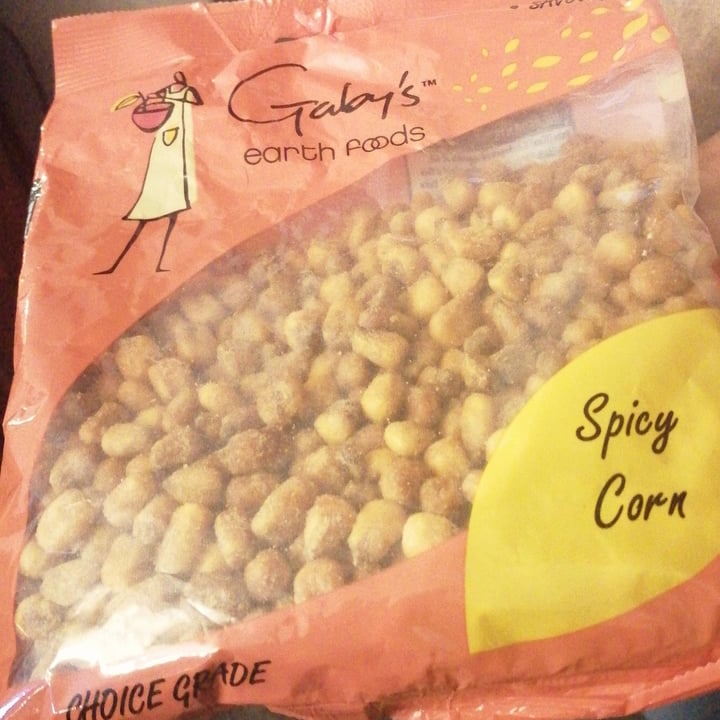 Gaby's™
earth foods
Spicy
Corn
CHOICE GRADE